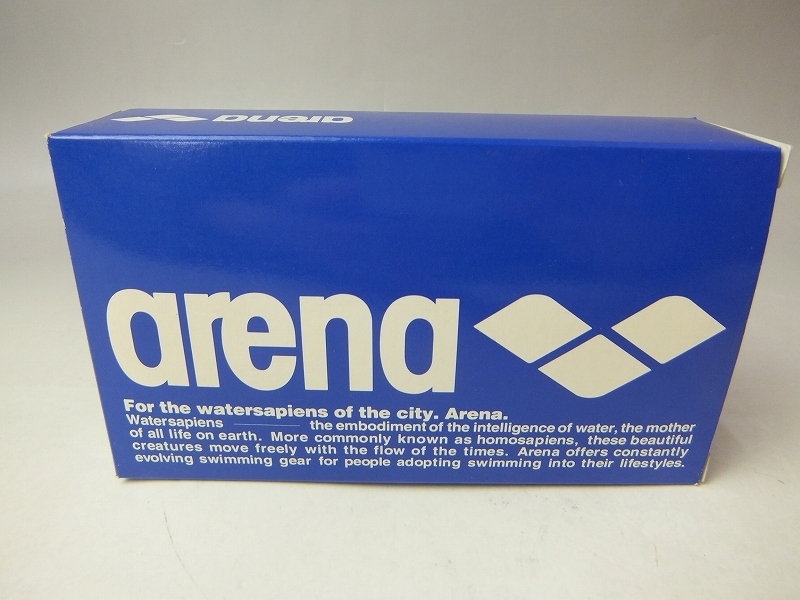 arena
arena
For the watersapiens of the city. Arena.
Watersapiens ———— the embodiment of the intelligence of water, the mother
of all life on earth. More commonly known as homosapiens, these beautiful
creatures move freely with the flow of the times. Arena offers constantly
evolving swimming gear for people adopting swimming into their lifestyles.